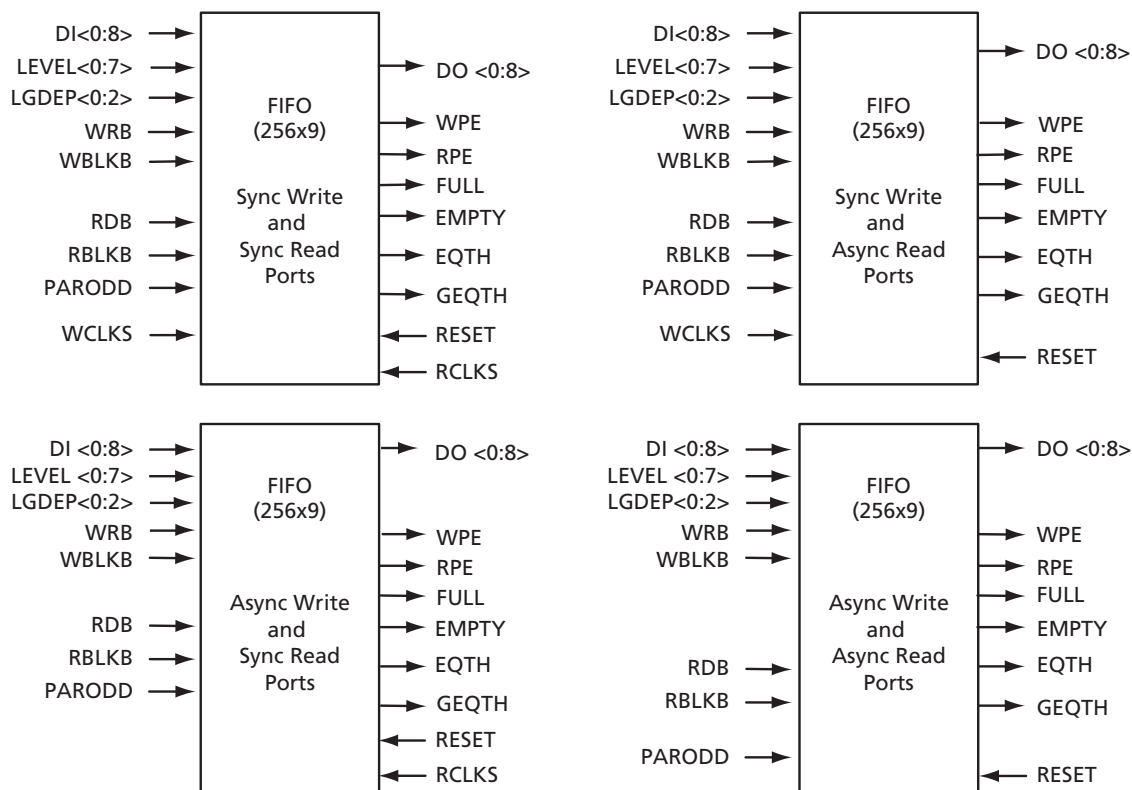 DI<0:8>
LEVEL<0:7>
LGDEP<0:2>
WRB
WBLKB
RDB
RBLKB
PARODD
WCLKS
FIFO
(256x9)
Sync Write
and
Sync Read
Ports
DO <0:8>
WPE
RPE
FULL
EMPTY
EQTH
GEQTH
RESET
RCLKS
DI<0:8>
LEVEL<0:7>
LGDEP<0:2>
WRB
WBLKB
RDB
RBLKB
PARODD
WCLKS
FIFO
(256x9)
Sync Write
and
Async Read
Ports
DO <0:8>
WPE
RPE
FULL
EMPTY
EQTH
GEQTH
RESET
DI <0:8>
LEVEL <0:7>
LGDEP<0:2>
WRB
WBLKB
RDB
RBLKB
PARODD
FIFO
(256x9)
Async Write
and
Sync Read
Ports
DO <0:8>
WPE
RPE
FULL
EMPTY
EQTH
GEQTH
RESET
RCLKS
DI <0:8>
LEVEL <0:7>
LGDEP<0:2>
WRB
WBLKB
RDB
RBLKB
PARODD
FIFO
(256x9)
Async Write
and
Async Read
Ports
DO <0:8>
WPE
RPE
FULL
EMPTY
EQTH
GEQTH
RESET